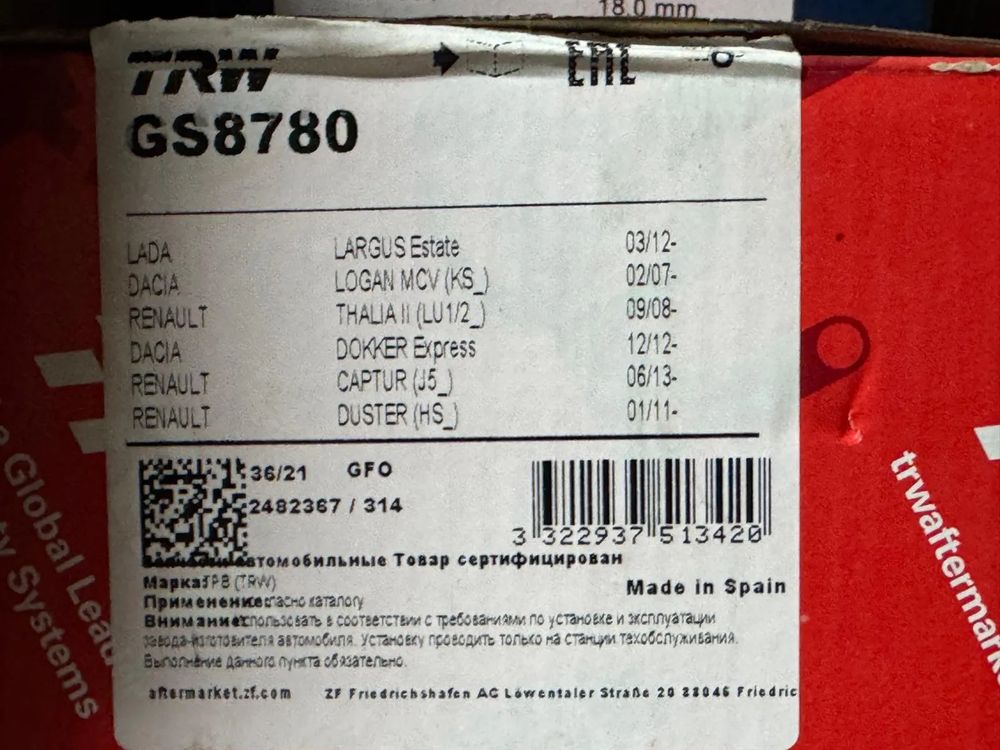 18.0 mm
TRW
EAC
GS8780
LADA LARGUS Estate 03/12-
DACIA LOGAN MCV (KS_) 02/07-
RENAULT THALIA II (LU1/2_) 09/08-
DACIA DOKKER Express 12/12-
RENAULT CAPTUR (J5_) 06/13-
RENAULT DUSTER (HS_) 01/11-
36/21 GFO
2482367 / 314
3 322937 513420
автомобильные Товар сертифицирован
Марка: ТРВ (TRW)
Made in Spain
Применение: согласно каталогу
Внимание: использовать в соответствии с требованиями по установке и эксплуатации
завода-изготовителя автомобиля. Установку проводить только на станции техобслуживания.
Выполнение данного пункта обязательно.
aftermarket.zf.com ZF Friedrichshafen AG Löwentaler Straße 20 88046 Friedric
Global Lead
Systems
trwaftermark